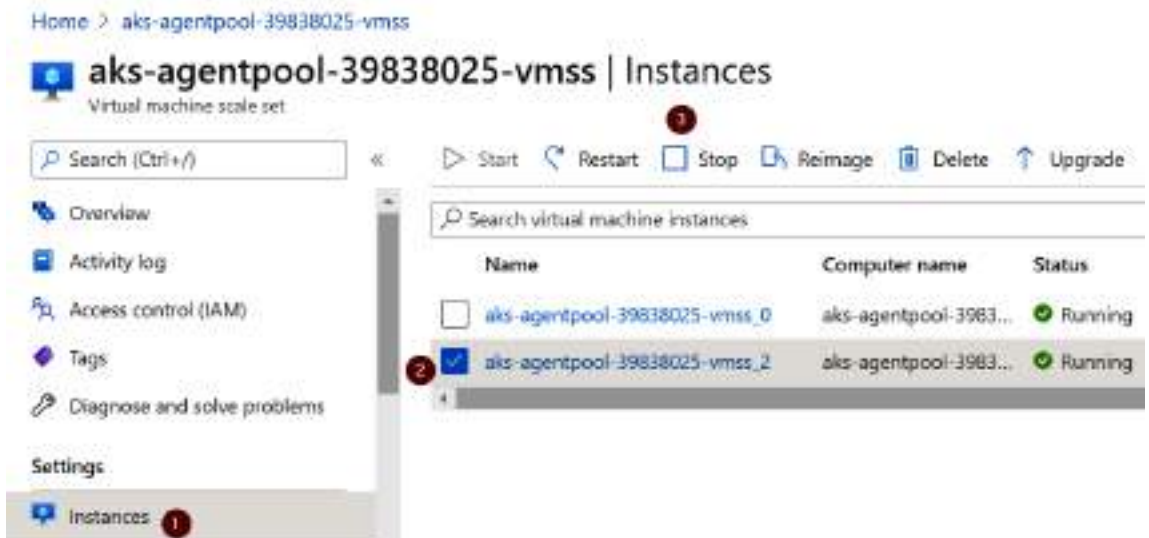 Home > aks-agentpool-39838025-vmss
aks-agentpool-39838025-vmss | Instances
Virtual machine scale set
3
Search (Ctrl+/)
«
Start Restart Stop Reimage Delete Upgrade
Overview
Search virtual machine instances
Activity log
Name Computer name Status
Access control (IAM)
aks-agentpool-39838025-vmss_0 aks-agentpool-3983... Running
Tags
2 aks-agentpool-39838025-vmss_2 aks-agentpool-3983... Running
Diagnose and solve problems
Settings
Instances 1